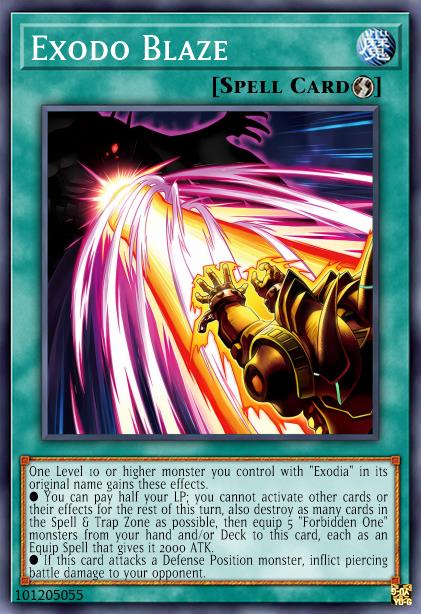 EXODO BLAZE
魔
[SPELL CARD]
One Level 10 or higher monster you control with "Exodia" in its
original name gains these effects.
● You can pay half your LP; you cannot activate other cards or
their effects for the rest of this turn, also destroy as many cards in
the Spell & Trap Zone as possible, then equip 5 "Forbidden One"
monsters from your hand and/or Deck to this card, each as an
Equip Spell that gives it 2000 ATK.
● If this card attacks a Defense Position monster, inflict piercing
battle damage to your opponent.
101205055